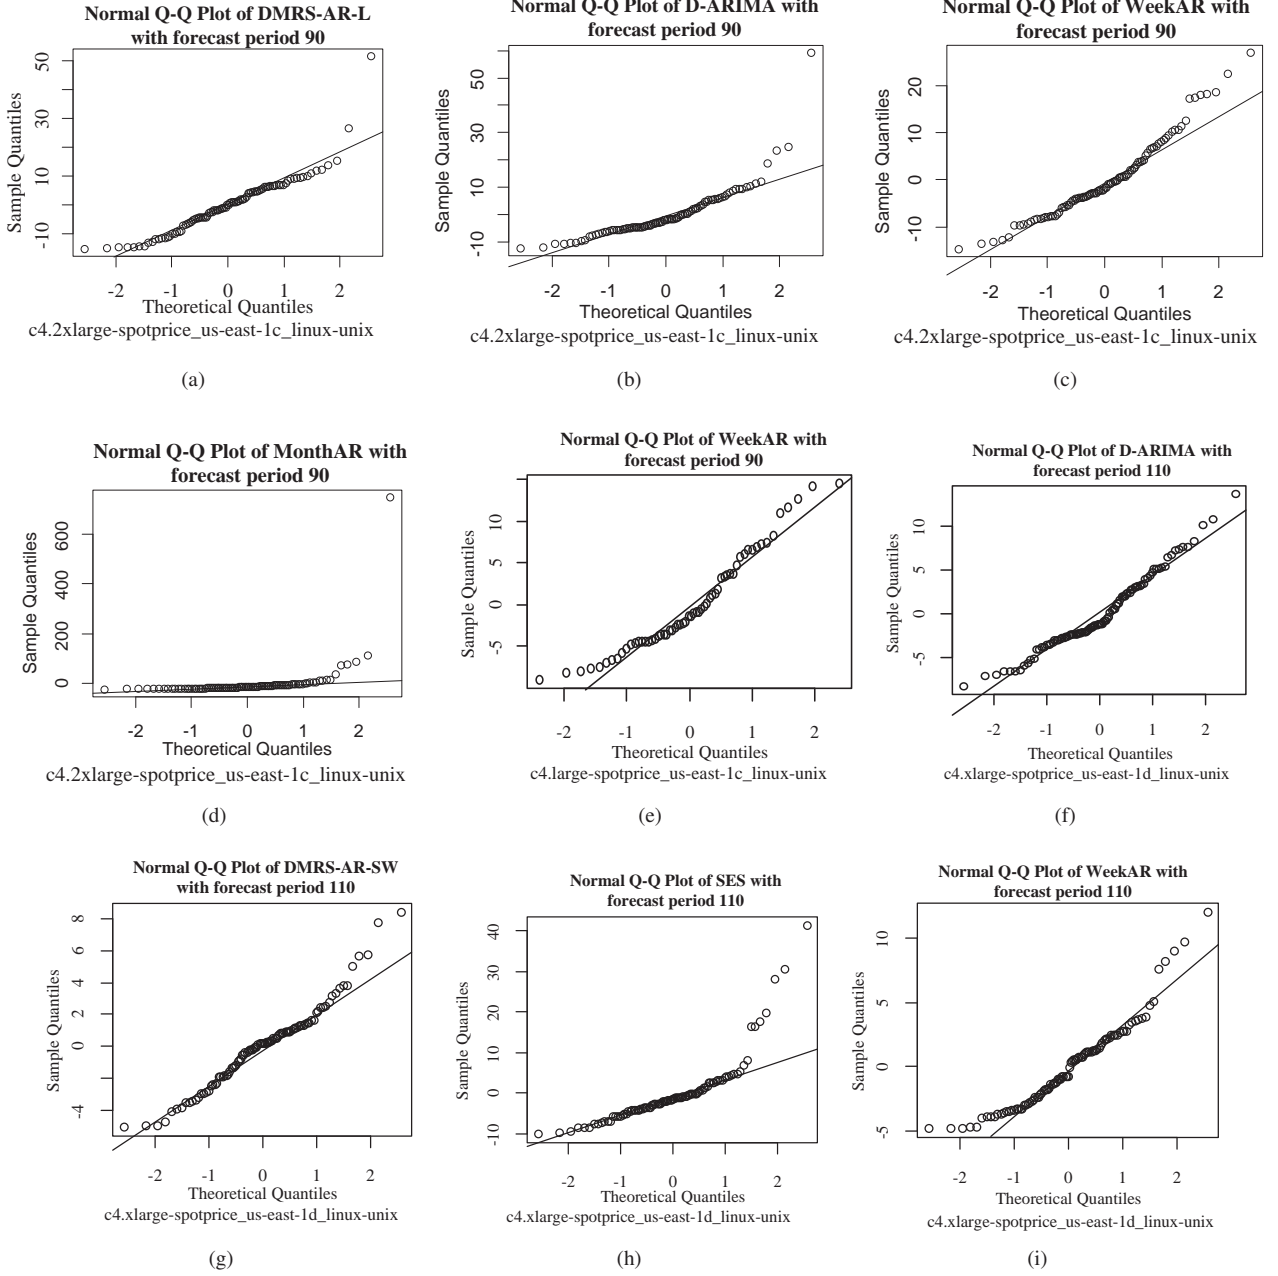 Normal Q-Q Plot of DMRS-AR-L
with forecast period 90
Sample Quantiles
50
30
10
-10
-2 -1 0 1 2
Theoretical Quantiles
c4.2xlarge-spotprice_us-east-1c_linux-unix
(a)
Normal Q-Q Plot of D-ARIMA with
forecast period 90
Sample Quantiles
50
30
10
-10
-2 -1 0 1 2
Theoretical Quantiles
c4.2xlarge-spotprice_us-east-1c_linux-unix
(b)
Normal Q-Q Plot of WeekAR with
forecast period 90
Sample Quantiles
20
10
0
-10
-2 -1 0 1 2
Theoretical Quantiles
c4.2xlarge-spotprice_us-east-1c_linux-unix
(c)
Normal Q-Q Plot of MonthAR with
forecast period 90
Sample Quantiles
600
400
200
0
-2 -1 0 1 2
Theoretical Quantiles
c4.2xlarge-spotprice_us-east-1c_linux-unix
(d)
Normal Q-Q Plot of WeekAR with
forecast period 90
Sample Quantiles
10
5
0
-5
-2 -1 0 1 2
Theoretical Quantiles
c4.large-spotprice_us-east-1c_linux-unix
(e)
Normal Q-Q Plot of D-ARIMA with
forecast period 110
Sample Quantiles
10
5
0
-5
-2 -1 0 1 2
Theoretical Quantiles
c4.xlarge-spotprice_us-east-1d_linux-unix
(f)
Normal Q-Q Plot of DMRS-AR-SW
with forecast period 110
Sample Quantiles
8
6
4
2
0
-4
-2 -1 0 1 2
Theoretical Quantiles
c4.xlarge-spotprice_us-east-1d_linux-unix
(g)
Normal Q-Q Plot of SES with
forecast period 110
Sample Quantiles
40
30
20
10
0
-10
-2 -1 0 1 2
Theoretical Quantiles
c4.xlarge-spotprice_us-east-1d_linux-unix
(h)
Normal Q-Q Plot of WeekAR with
forecast period 110
Sample Quantiles
10
5
0
-5
-2 -1 0 1 2
Theoretical Quantiles
c4.xlarge-spotprice_us-east-1d_linux-unix
(i)